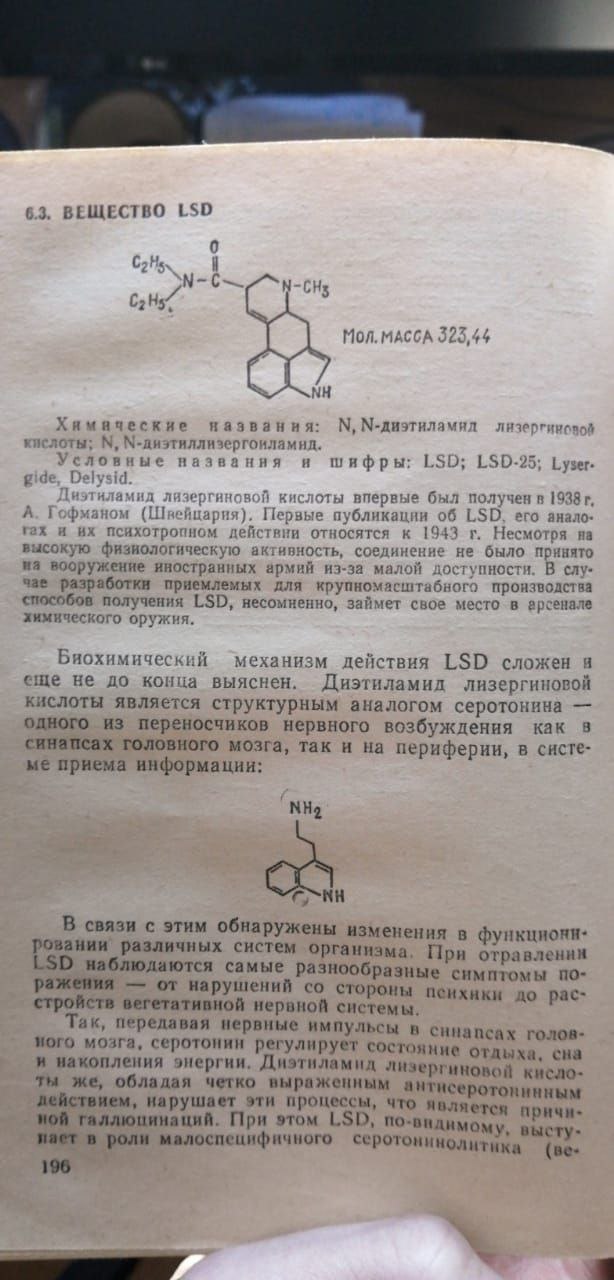 6.3. ВЕЩЕСТВО LSD
O
C2H5
N-C
N-CH3
C2H5
МОЛ. МАССА 323,44
NH
Химические названия: N, N-диэтиламид лизергиновой
кислоты; N, N-диэтиллизергоиламид.
Условные названия и шифры: LSD; LSD-25; Lyser-
gide, Delysid.
Диэтиламид лизергиновой кислоты впервые был получен в 1938 г.
А. Гофманом (Швейцария). Первые публикации об LSD, его анало-
гах и их психотропном действии относятся к 1943 г. Несмотря на
высокую физиологическую активность, соединение не было принято
на вооружение иностранных армий из-за малой доступности. В слу-
чае разработки приемлемых для крупномасштабного производства
способов получения LSD, несомненно, займет свое место в арсенале
химического оружия.
Биохимический механизм действия LSD сложен и
еще не до конца выяснен. Диэтиламид лизергиновой
кислоты является структурным аналогом серотонина —
одного из переносчиков нервного возбуждения как в
синапсах головного мозга, так и на периферии, в систе-
ме приема информации:
NH2
NH
В связи с этим обнаружены изменения в функциони-
ровании различных систем организма. При отравлении
LSD наблюдаются самые разнообразные симптомы по-
ражения — от нарушений со стороны психики до рас-
стройств вегетативной нервной системы.
Так, передавая нервные импульсы в синапсах голов-
ного мозга, серотонин регулирует состояние отдыха, сна
и накопления энергии. Диэтиламид лизергиновой кисло-
ты же, обладая четко выраженным антисеротонинным
действием, нарушает эти процессы, что является причи-
ной галлюцинаций. При этом LSD, по-видимому, высту-
пает в роли малоспецифичного серотонинолитика (ве-
196